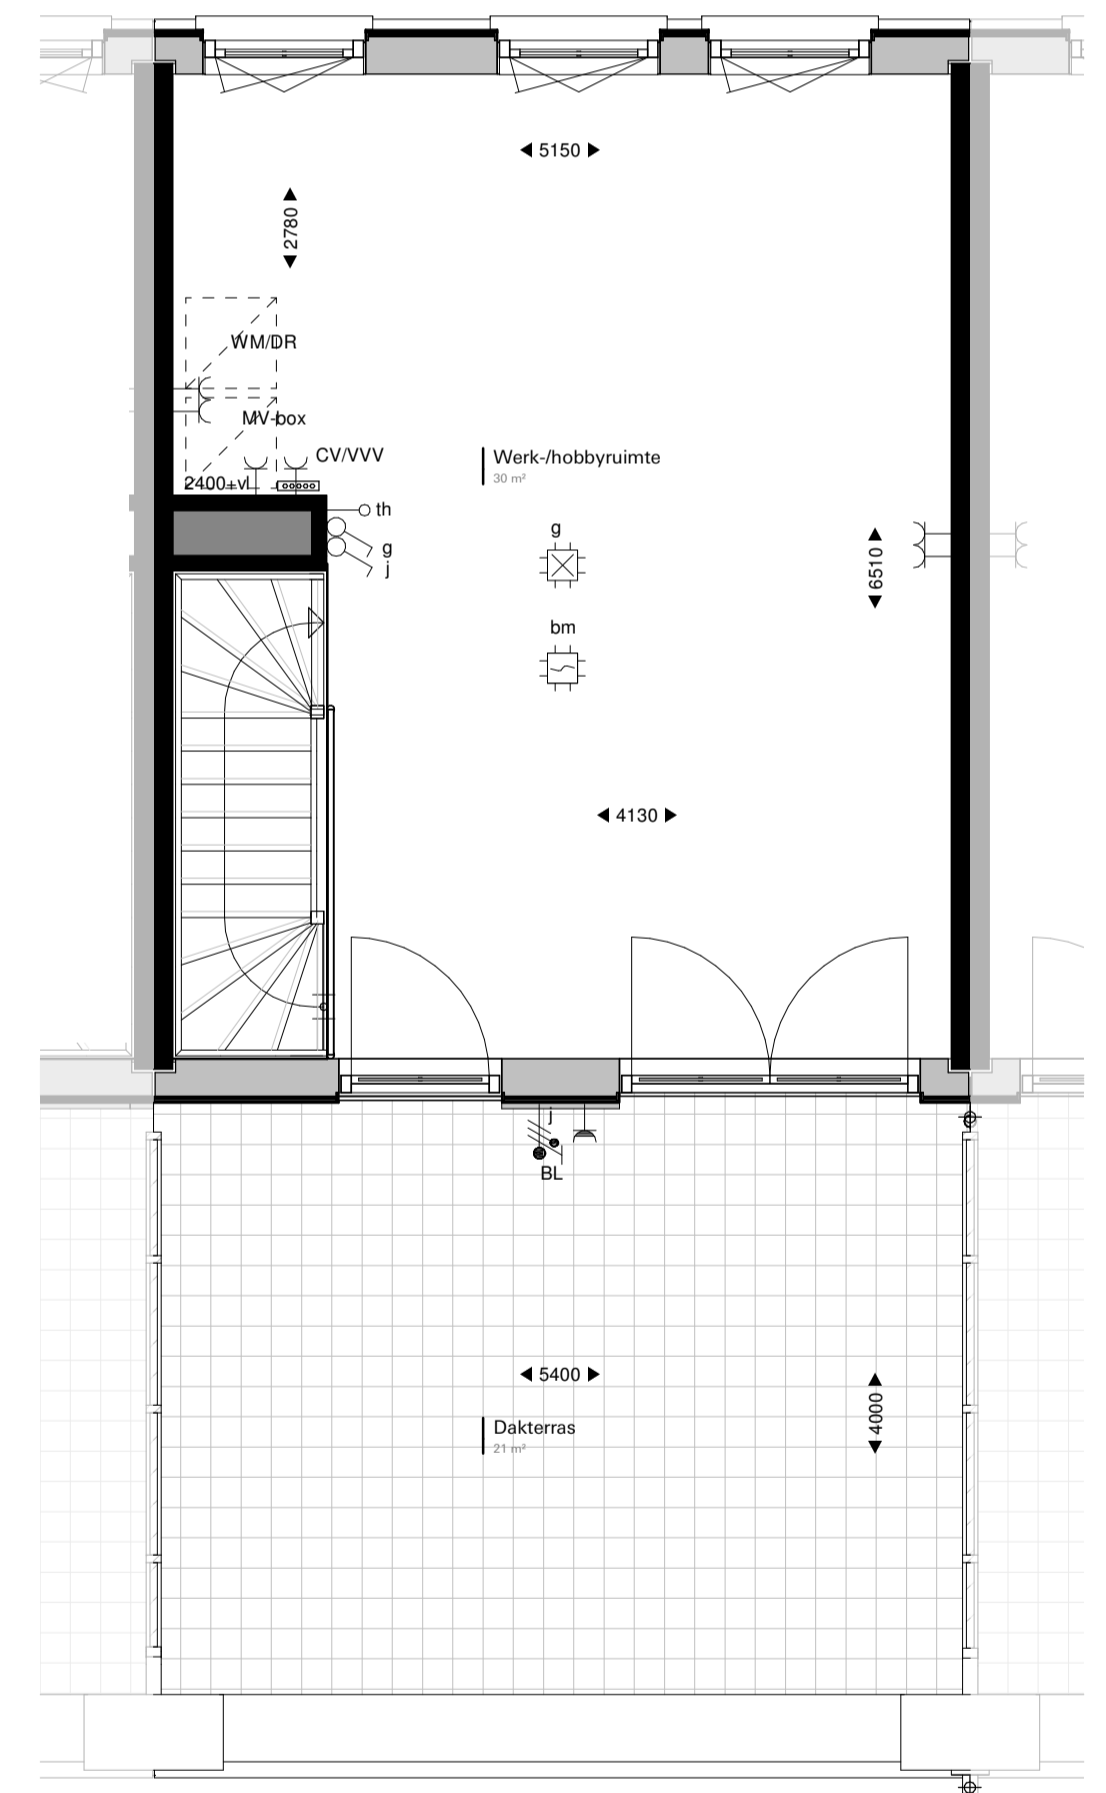 5150
2780
WM/DR
MV-box
CV/VVV
2400+vl
Werk-/hobbyruimte
30 m²
th
g
j
g
bm
6510
4130
j
BL
5400
4000
Dakterras
21 m²